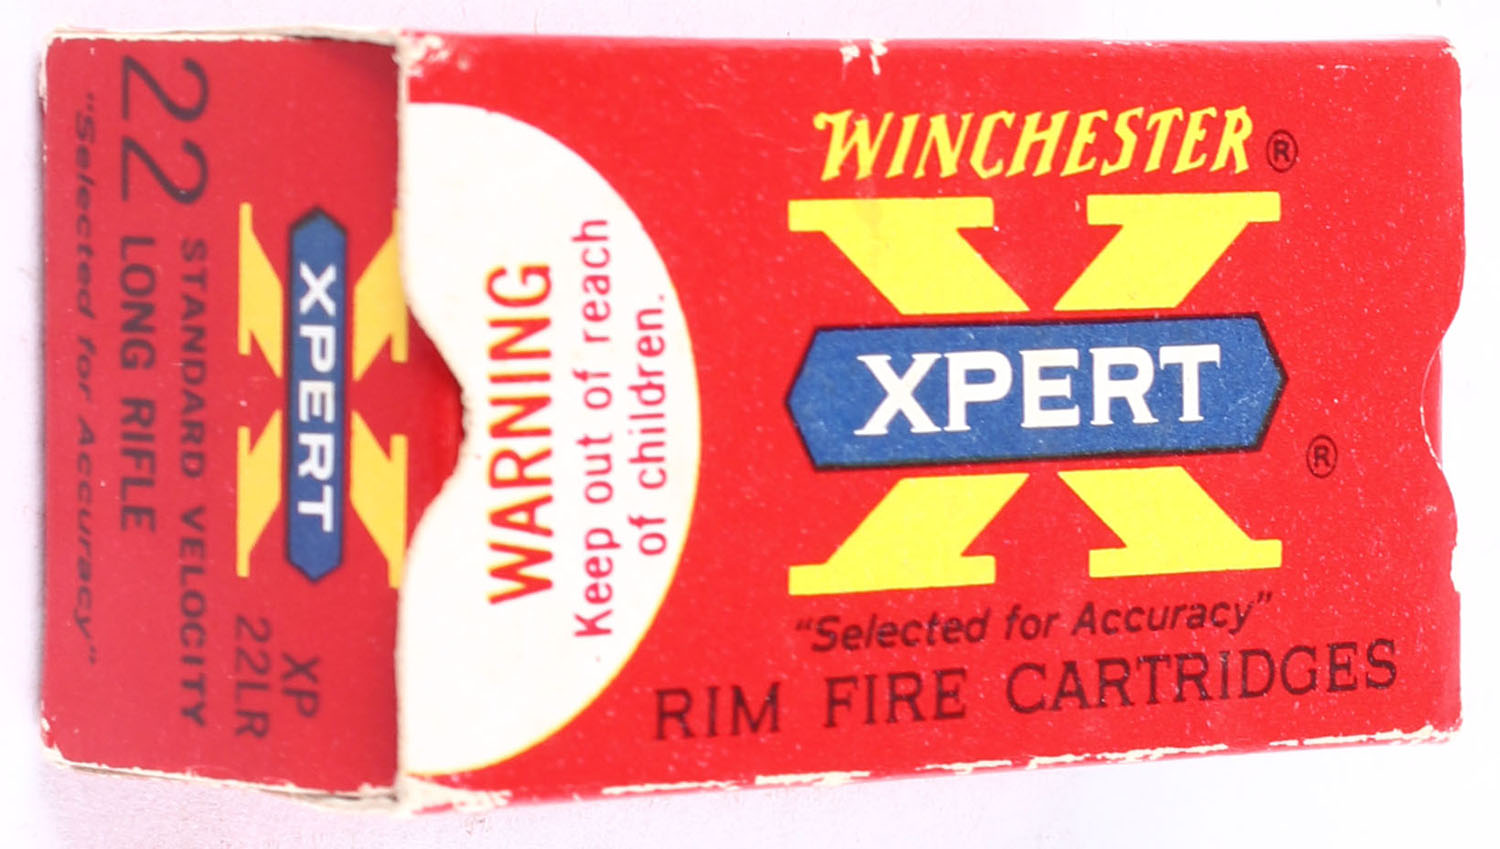 WINCHESTER®
XPERT
®
"Selected for Accuracy"
RIM FIRE CARTRIDGES
WARNING
Keep out of reach
of children.
X
XPERT
XP
22LR
22 STANDARD VELOCITY
LONG RIFLE
"Selected for Accuracy"